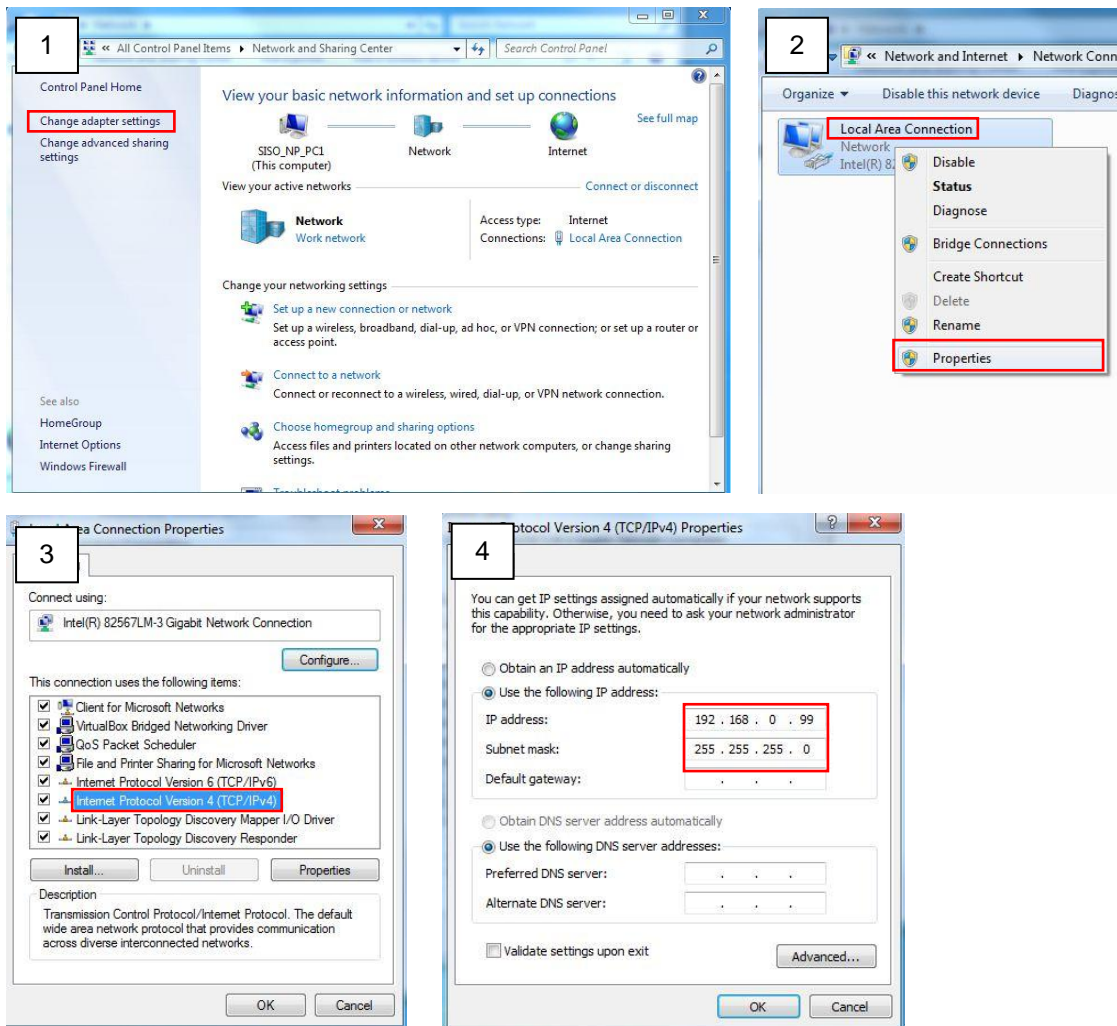 1
« All Control Panel Items ▸ Network and Sharing Center
Search Control Panel
Control Panel Home
Change adapter settings
Change advanced sharing
settings
See also
HomeGroup
Internet Options
Windows Firewall
View your basic network information and set up connections
See full map
SISO_NP_PC1
(This computer)
Network
Internet
View your active networks
Connect or disconnect
Network
Work network
Access type: Internet
Connections: Local Area Connection
Change your networking settings
Set up a new connection or network
Set up a wireless, broadband, dial-up, ad hoc, or VPN connection; or set up a router or
access point.
Connect to a network
Connect or reconnect to a wireless, wired, dial-up, or VPN network connection.
Choose homegroup and sharing options
Access files and printers located on other network computers, or change sharing
settings.
Troubleshoot problems
2
« Network and Internet ▸ Network Conn
Organize Disable this network device Diagnos
Local Area Connection
Network
Intel(R) 82
Disable
Status
Diagnose
Bridge Connections
Create Shortcut
Delete
Rename
Properties
3
ea Connection Properties
Connect using:
Intel(R) 82567LM-3 Gigabit Network Connection
Configure...
This connection uses the following items:
Client for Microsoft Networks
VirtualBox Bridged Networking Driver
QoS Packet Scheduler
File and Printer Sharing for Microsoft Networks
Internet Protocol Version 6 (TCP/IPv6)
Internet Protocol Version 4 (TCP/IPv4)
Link-Layer Topology Discovery Mapper I/O Driver
Link-Layer Topology Discovery Responder
Install... Uninstall Properties
Description
Transmission Control Protocol/Internet Protocol. The default
wide area network protocol that provides communication
across diverse interconnected networks.
OK Cancel
4
otocol Version 4 (TCP/IPv4) Properties
You can get IP settings assigned automatically if your network supports
this capability. Otherwise, you need to ask your network administrator
for the appropriate IP settings.
Obtain an IP address automatically
Use the following IP address:
IP address: 192 . 168 . 0 . 99
Subnet mask: 255 . 255 . 255 . 0
Default gateway: . . .
Obtain DNS server address automatically
Use the following DNS server addresses:
Preferred DNS server: . . .
Alternate DNS server: . . .
Validate settings upon exit
Advanced...
OK Cancel